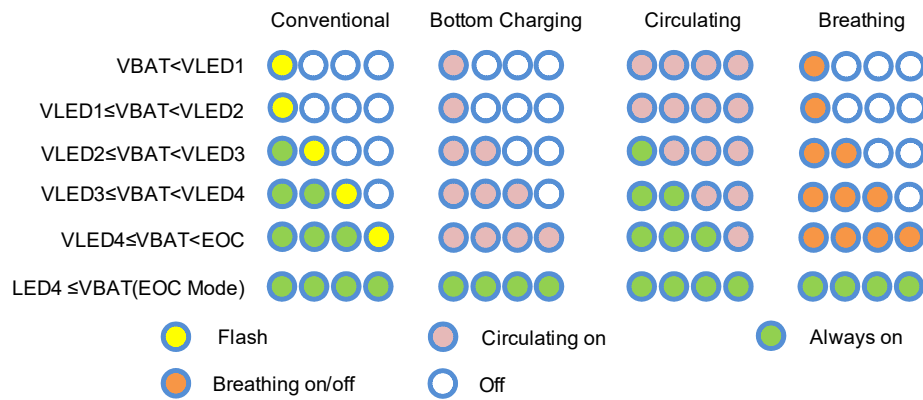 Conventional Bottom Charging Circulating Breathing
VBAT<VLED1
VLED1≤VBAT<VLED2
VLED2≤VBAT<VLED3
VLED3≤VBAT<VLED4
VLED4≤VBAT<EOC
LED4 ≤VBAT(EOC Mode)
Flash Circulating on Always on
Breathing on/off Off